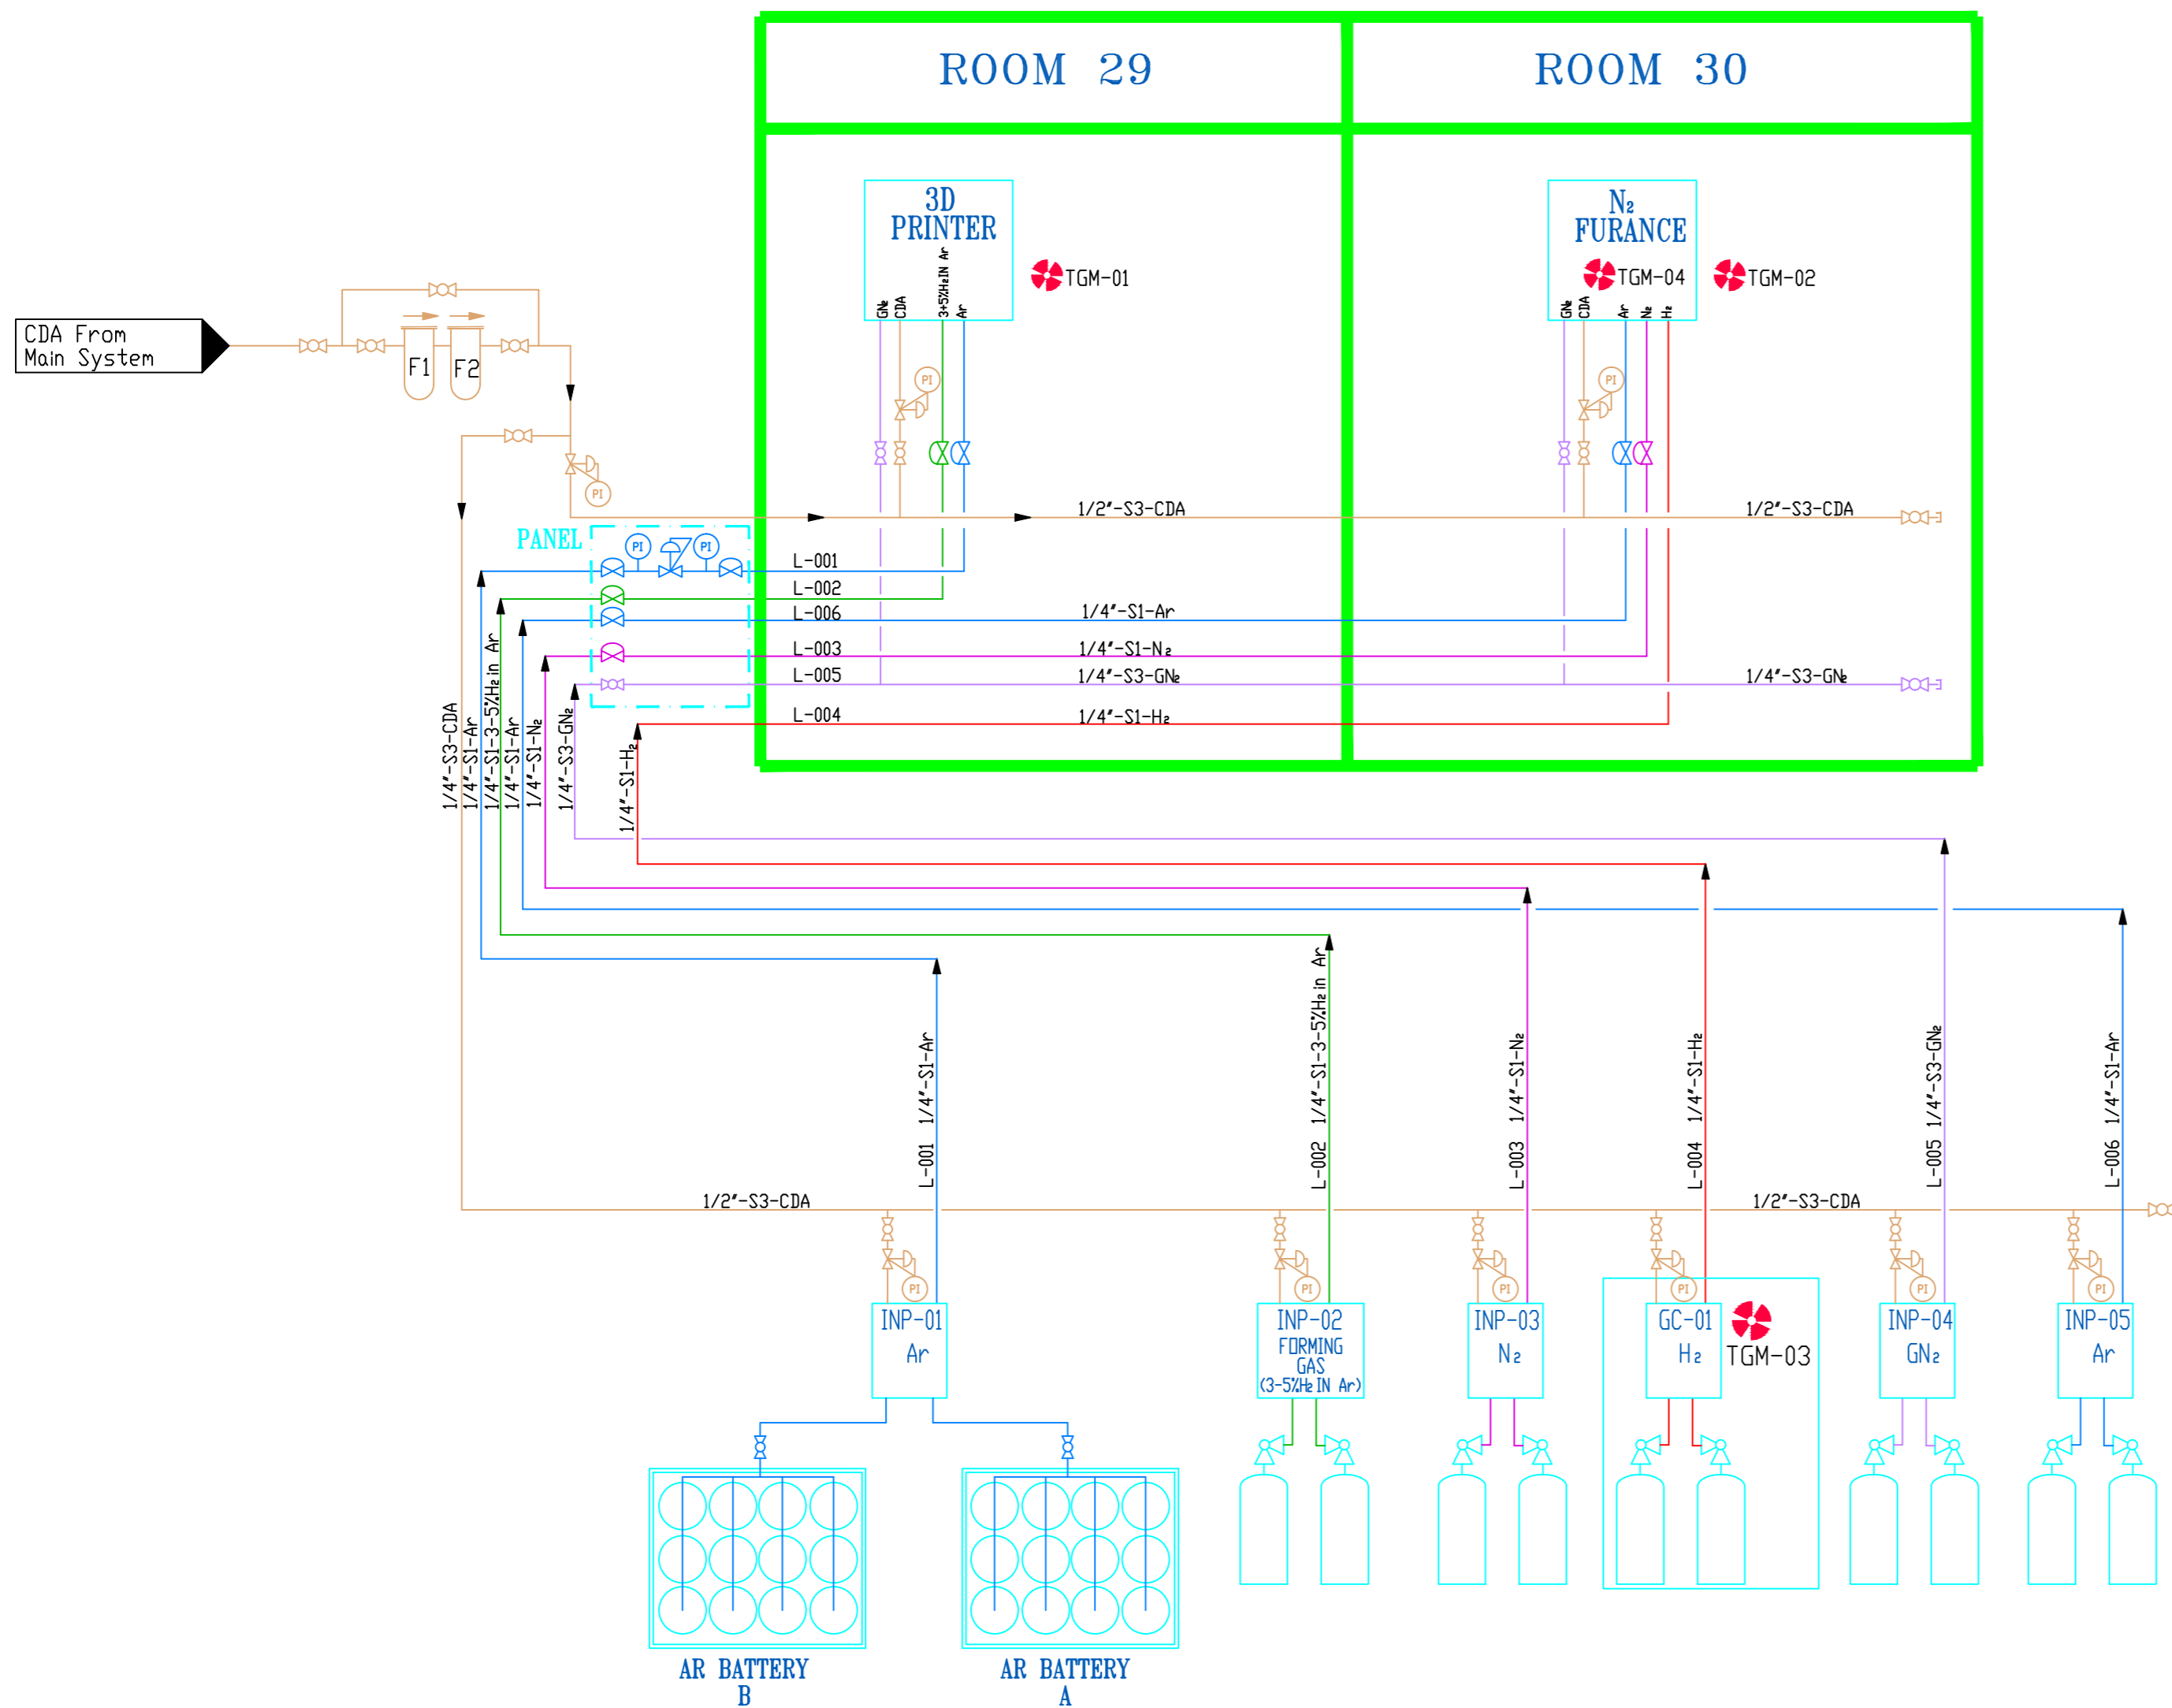 ROOM 29
ROOM 30
3D
PRINTER
GN₂
CDA
3+5%H₂IN Ar
Ar
TGM-01
N₂
FURANCE
TGM-04
TGM-02
GN₂
CDA
Ar
N₂
H₂
CDA From
Main System
F1
F2
PI
PI
PI
1/2"-S3-CDA
1/2"-S3-CDA
PANEL
PI
PI
L-001
L-002
L-006
1/4"-S1-Ar
L-003
1/4"-S1-N₂
L-005
1/4"-S3-GN₂
1/4"-S3-GN₂
L-004
1/4"-S1-H₂
1/4"-S3-CDA
1/4"-S1-Ar
1/4"-S1-3-5%H₂in Ar
1/4"-S1-Ar
1/4"-S1-N₂
1/4"-S3-GN₂
1/4"-S1-H₂
L-001 1/4"-S1-Ar
L-002 1/4"-S1-3-5%H₂in Ar
L-003 1/4"-S1-N₂
L-004 1/4"-S1-H₂
L-005 1/4"-S3-GN₂
L-006 1/4"-S1-Ar
1/2"-S3-CDA
1/2"-S3-CDA
PI
PI
PI
PI
PI
PI
INP-01
Ar
INP-02
FORMING
GAS
(3-5%H₂ IN Ar)
INP-03
N₂
GC-01
H₂
TGM-03
INP-04
GN₂
INP-05
Ar
AR BATTERY
B
AR BATTERY
A